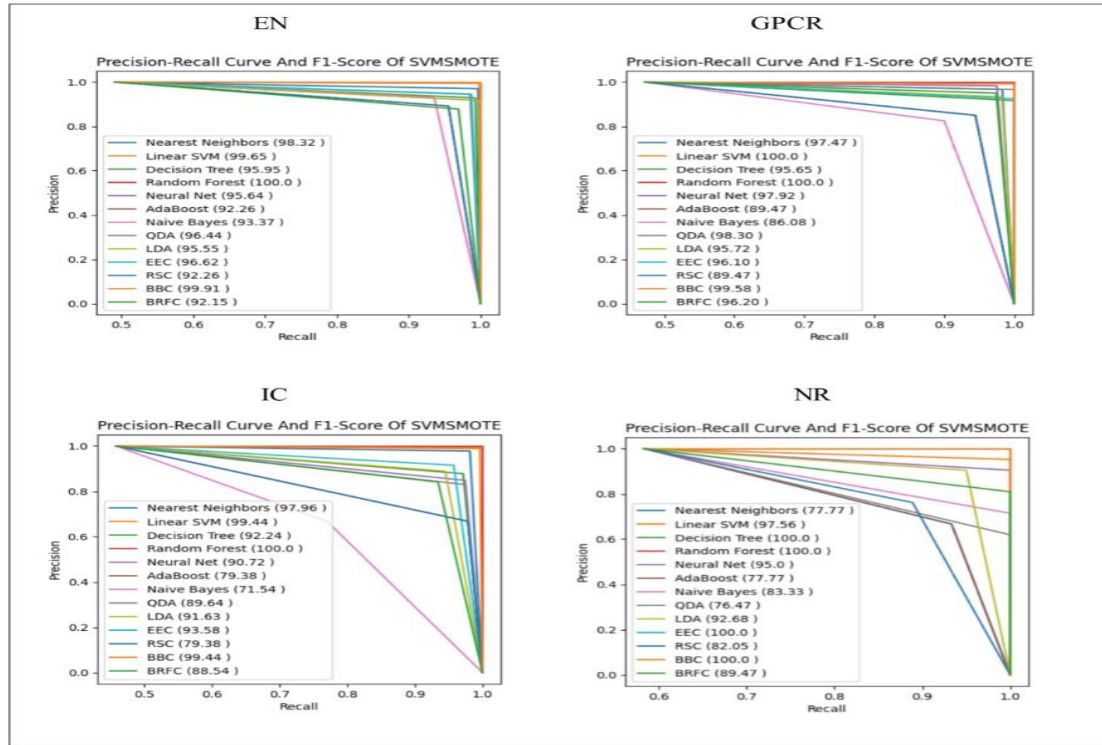 EN
Precision-Recall Curve And F1-Score Of SVMSMOTE
1.0
0.8
0.6
0.4
0.2
0.0
Precision
Nearest Neighbors (98.32 )
Linear SVM (99.65 )
Decision Tree (95.95 )
Random Forest (100.0 )
Neural Net (95.64 )
AdaBoost (92.26 )
Naive Bayes (93.37 )
QDA (96.44 )
LDA (95.55 )
EEC (96.62 )
RSC (92.26 )
BBC (99.91 )
BRFC (92.15 )
0.5 0.6 0.7 0.8 0.9 1.0
Recall
GPCR
Precision-Recall Curve And F1-Score Of SVMSMOTE
1.0
0.8
0.6
0.4
0.2
0.0
Precision
Nearest Neighbors (97.47 )
Linear SVM (100.0 )
Decision Tree (95.65 )
Random Forest (100.0 )
Neural Net (97.92 )
AdaBoost (89.47 )
Naive Bayes (86.08 )
QDA (98.30 )
LDA (95.72 )
EEC (96.10 )
RSC (89.47 )
BBC (99.58 )
BRFC (96.20 )
0.5 0.6 0.7 0.8 0.9 1.0
Recall
IC
Precision-Recall Curve And F1-Score Of SVMSMOTE
1.0
0.8
0.6
0.4
0.2
0.0
Precision
Nearest Neighbors (97.96 )
Linear SVM (99.44 )
Decision Tree (92.24 )
Random Forest (100.0 )
Neural Net (90.72 )
AdaBoost (79.38 )
Naive Bayes (71.54 )
QDA (89.64 )
LDA (91.63 )
EEC (93.58 )
RSC (79.38 )
BBC (99.44 )
BRFC (88.54 )
0.5 0.6 0.7 0.8 0.9 1.0
Recall
NR
Precision-Recall Curve And F1-Score Of SVMSMOTE
1.0
0.8
0.6
0.4
0.2
0.0
Precision
Nearest Neighbors (77.77 )
Linear SVM (97.56 )
Decision Tree (100.0 )
Random Forest (100.0 )
Neural Net (95.0 )
AdaBoost (77.77 )
Naive Bayes (83.33 )
QDA (76.47 )
LDA (92.68 )
EEC (100.0 )
RSC (82.05 )
BBC (100.0 )
BRFC (89.47 )
0.6 0.7 0.8 0.9 1.0
Recall